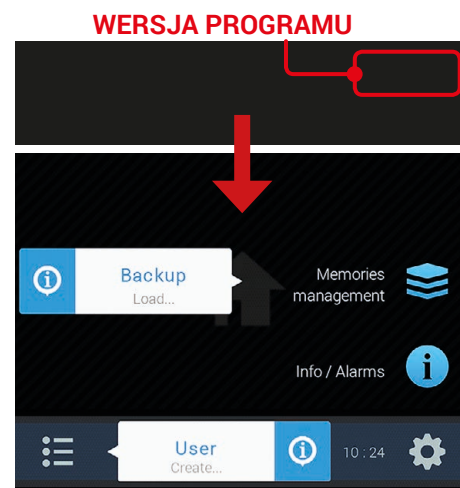 WERSJA PROGRAMU
Backup
Load...
Memories
management
Info / Alarms
User
Create...
10:24